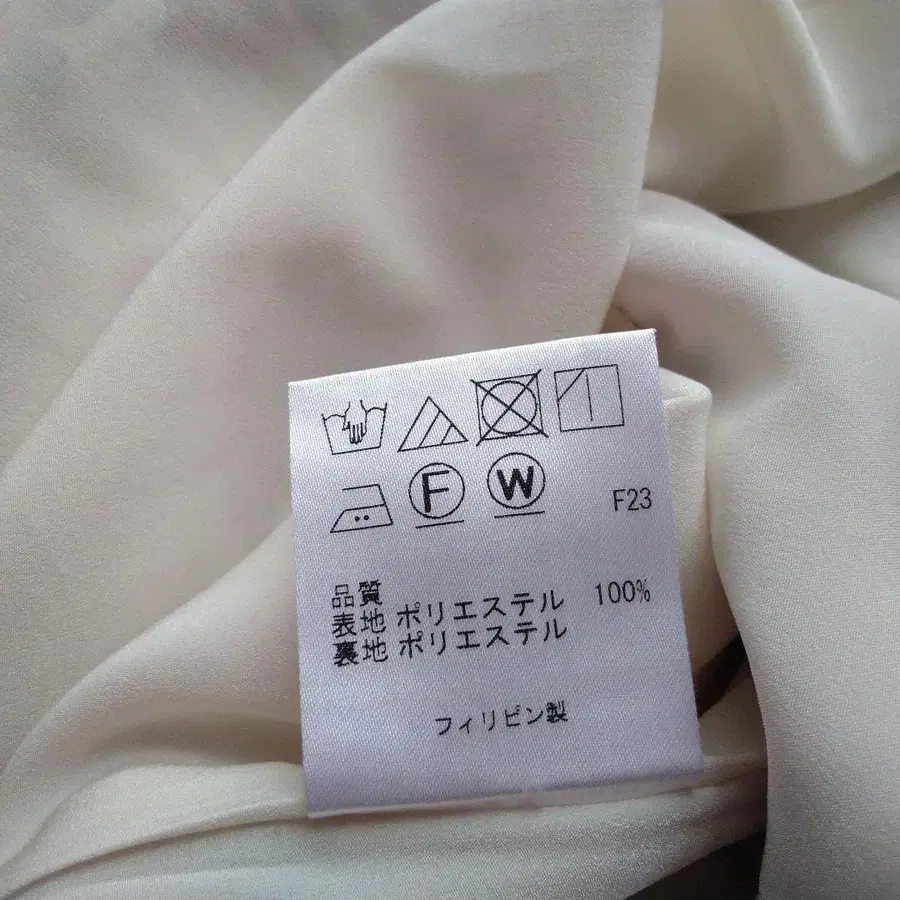 F W F23
品質
表地 ポリエステル 100%
裏地 ポリエステル
フィリピン製